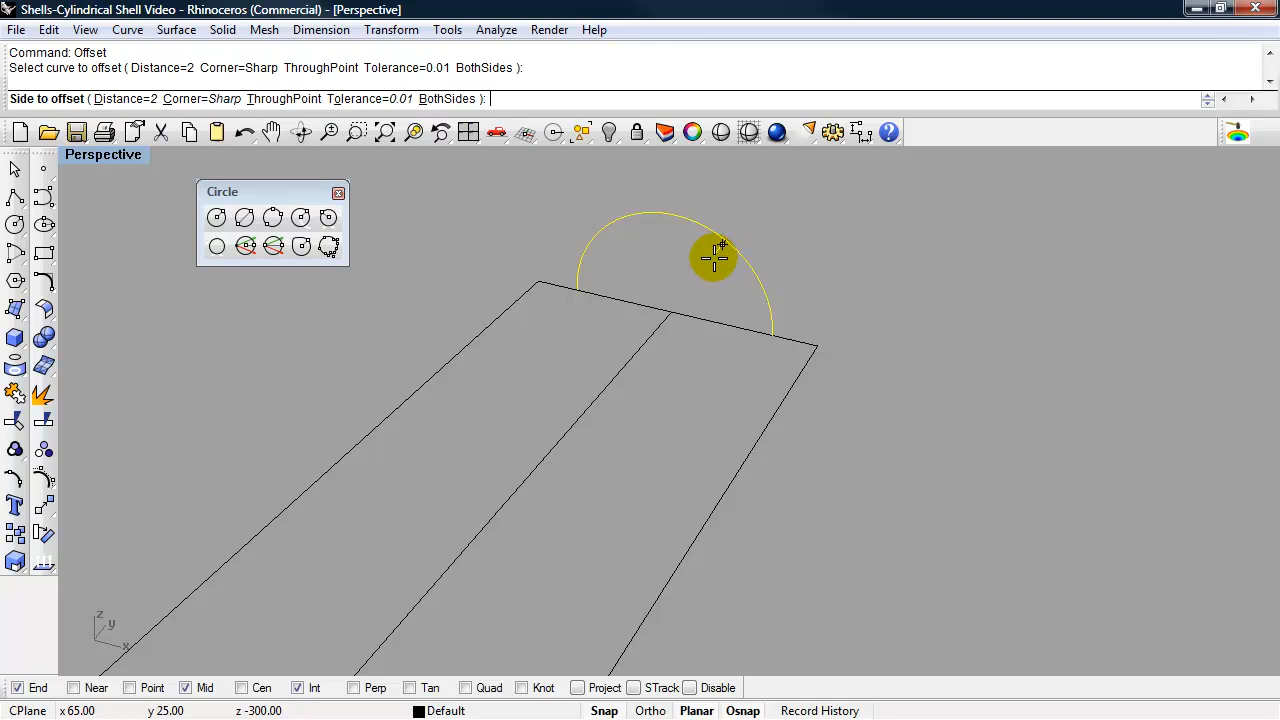 Shells-Cylindrical Shell Video - Rhinoceros (Commercial) - [Perspective]
File Edit View Curve Surface Solid Mesh Dimension Transform Tools Analyze Render Help
Command: Offset
Select curve to offset ( Distance=2 Corner=Sharp ThroughPoint Tolerance=0.01 BothSides ):
Side to offset ( Distance=2 Corner=Sharp ThroughPoint Tolerance=0.01 BothSides ):
Perspective
Circle
z
y
x
End Near Point Mid Cen Int Perp Tan Quad Knot Project STrack Disable
CPlane x 65.00 y 25.00 z -300.00 Default Snap Ortho Planar Osnap Record History